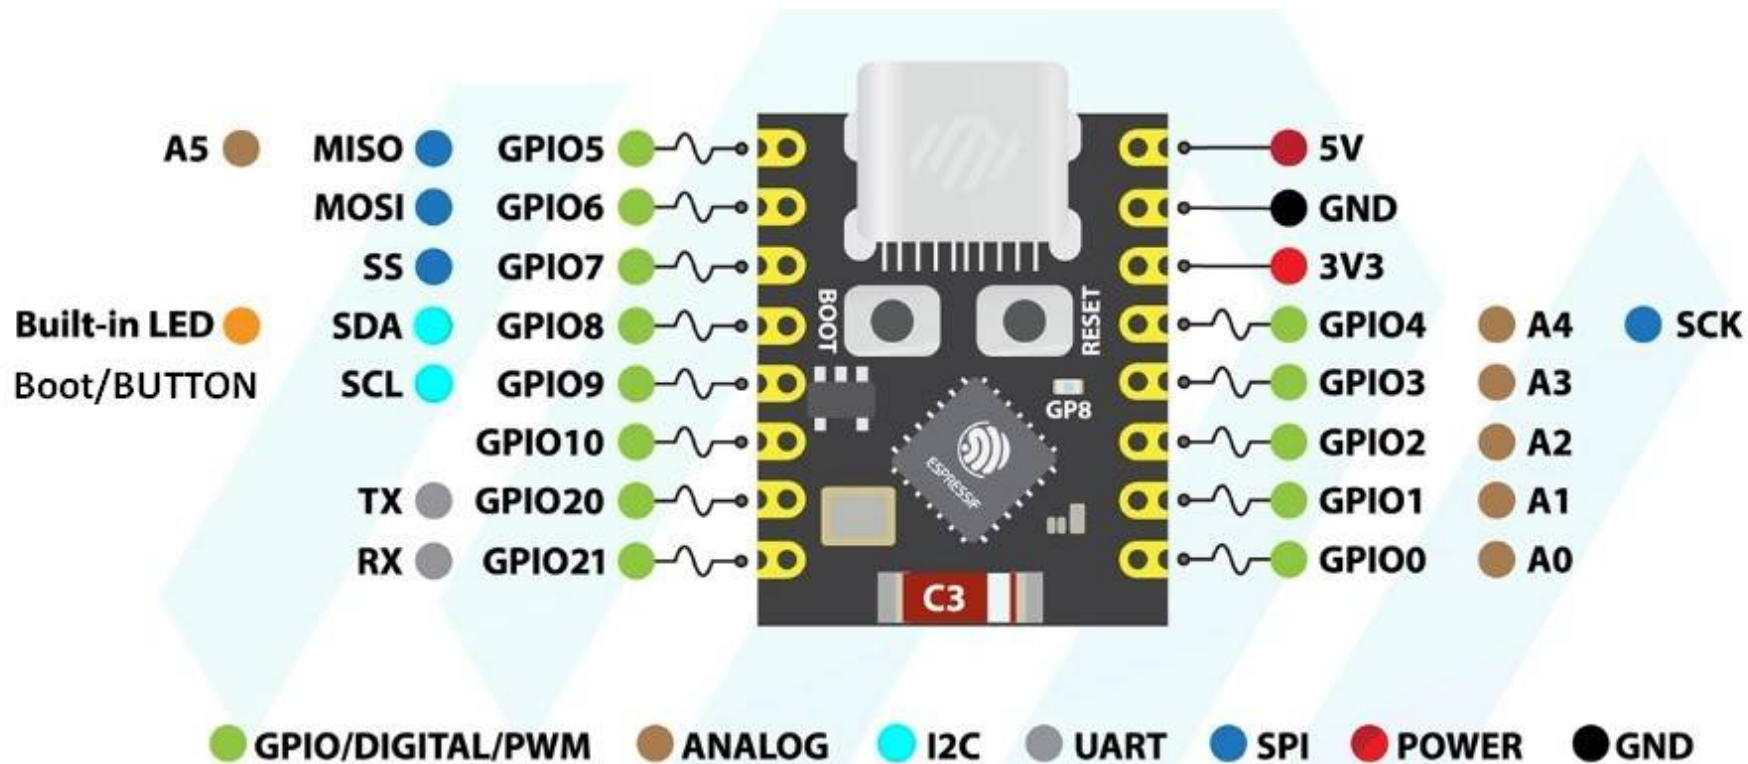 A5 MISO GPIO5 5V
MOSI GPIO6 GND
SS GPIO7 3V3
Built-in LED SDA GPIO8 BOOT RESET GPIO4 A4 SCK
Boot/BUTTON SCL GPIO9 GPIO3 A3
GP8
GPIO10 GPIO2 A2
ESPRESSIF
TX GPIO20 GPIO1 A1
RX GPIO21 GPIO0 A0
C3
GPIO/DIGITAL/PWM ANALOG I2C UART SPI POWER GND